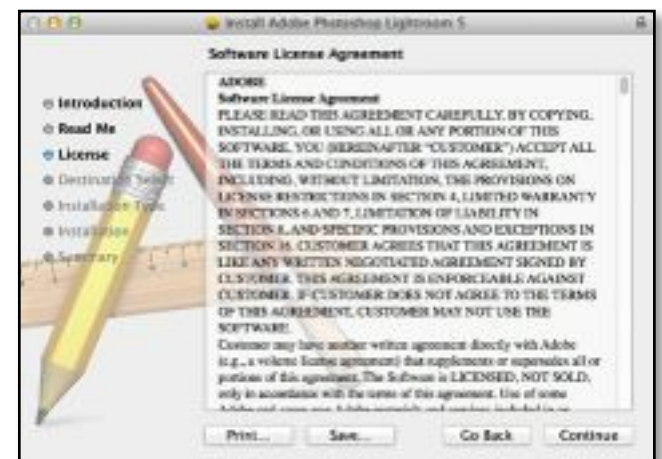 Install Adobe Photoshop Lightroom 5
Software License Agreement
Introduction
Read Me
License
Destination Select
Installation Type
Installation
Summary
ADOBE
Software License Agreement
PLEASE READ THIS AGREEMENT CAREFULLY. BY COPYING,
INSTALLING, OR USING ALL OR ANY PORTION OF THIS
SOFTWARE, YOU (HEREINAFTER “CUSTOMER”) ACCEPT ALL
THE TERMS AND CONDITIONS OF THIS AGREEMENT,
INCLUDING, WITHOUT LIMITATION, THE PROVISIONS ON
LICENSE RESTRICTIONS IN SECTION 4, LIMITED WARRANTY
IN SECTIONS 6 AND 7, LIMITATION OF LIABILITY IN
SECTION 8, AND SPECIFIC PROVISIONS AND EXCEPTIONS IN
SECTION 16. CUSTOMER AGREES THAT THIS AGREEMENT IS
LIKE ANY WRITTEN NEGOTIATED AGREEMENT SIGNED BY
CUSTOMER. THIS AGREEMENT IS ENFORCEABLE AGAINST
CUSTOMER. IF CUSTOMER DOES NOT AGREE TO THE TERMS
OF THIS AGREEMENT, CUSTOMER MAY NOT USE THE
SOFTWARE.
Customer may have another written agreement directly with Adobe
(e.g., a volume license agreement) that supplements or supersedes all or
portions of this agreement. The Software is LICENSED, NOT SOLD,
only in accordance with the terms of this agreement. Use of some
Print...
Save...
Go Back
Continue